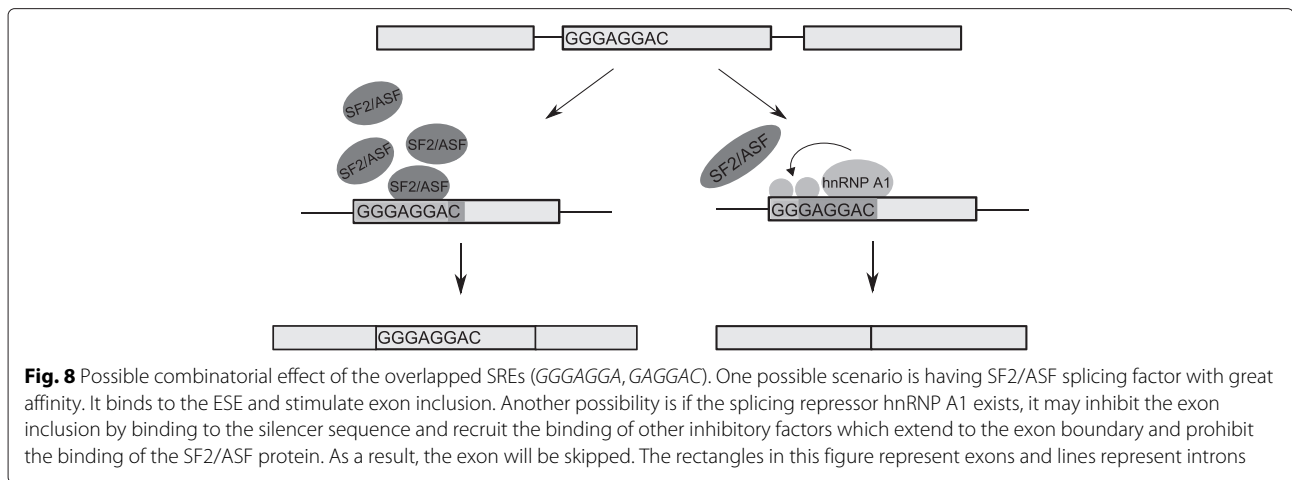 GGGAGGAC
SF2/ASF
SF2/ASF
SF2/ASF
SF2/ASF
GGGAGGAC
SF2/ASF
hnRNP A1
GGGAGGAC
GGGAGGAC
Fig. 8 Possible combinatorial effect of the overlapped SREs (GGGAGGA, GAGGAC). One possible scenario is having SF2/ASF splicing factor with great
affinity. It binds to the ESE and stimulate exon inclusion. Another possibility is if the splicing repressor hnRNP A1 exists, it may inhibit the exon
inclusion by binding to the silencer sequence and recruit the binding of other inhibitory factors which extend to the exon boundary and prohibit
the binding of the SF2/ASF protein. As a result, the exon will be skipped. The rectangles in this figure represent exons and lines represent introns